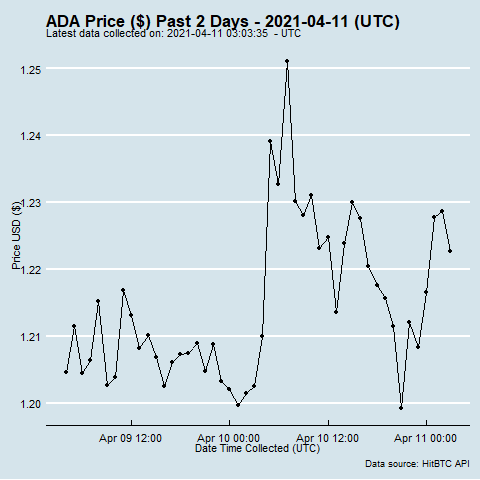 ADA Price ($) Past 2 Days - 2021-04-11 (UTC)
Latest data collected on: 2021-04-11 03:03:35  - UTC
1.25
1.24
1.23
1.22
1.21
1.20
Price USD ($)
Apr 09 12:00
Apr 10 00:00
Apr 10 12:00
Apr 11 00:00
Date Time Collected (UTC)
Data source: HitBTC API